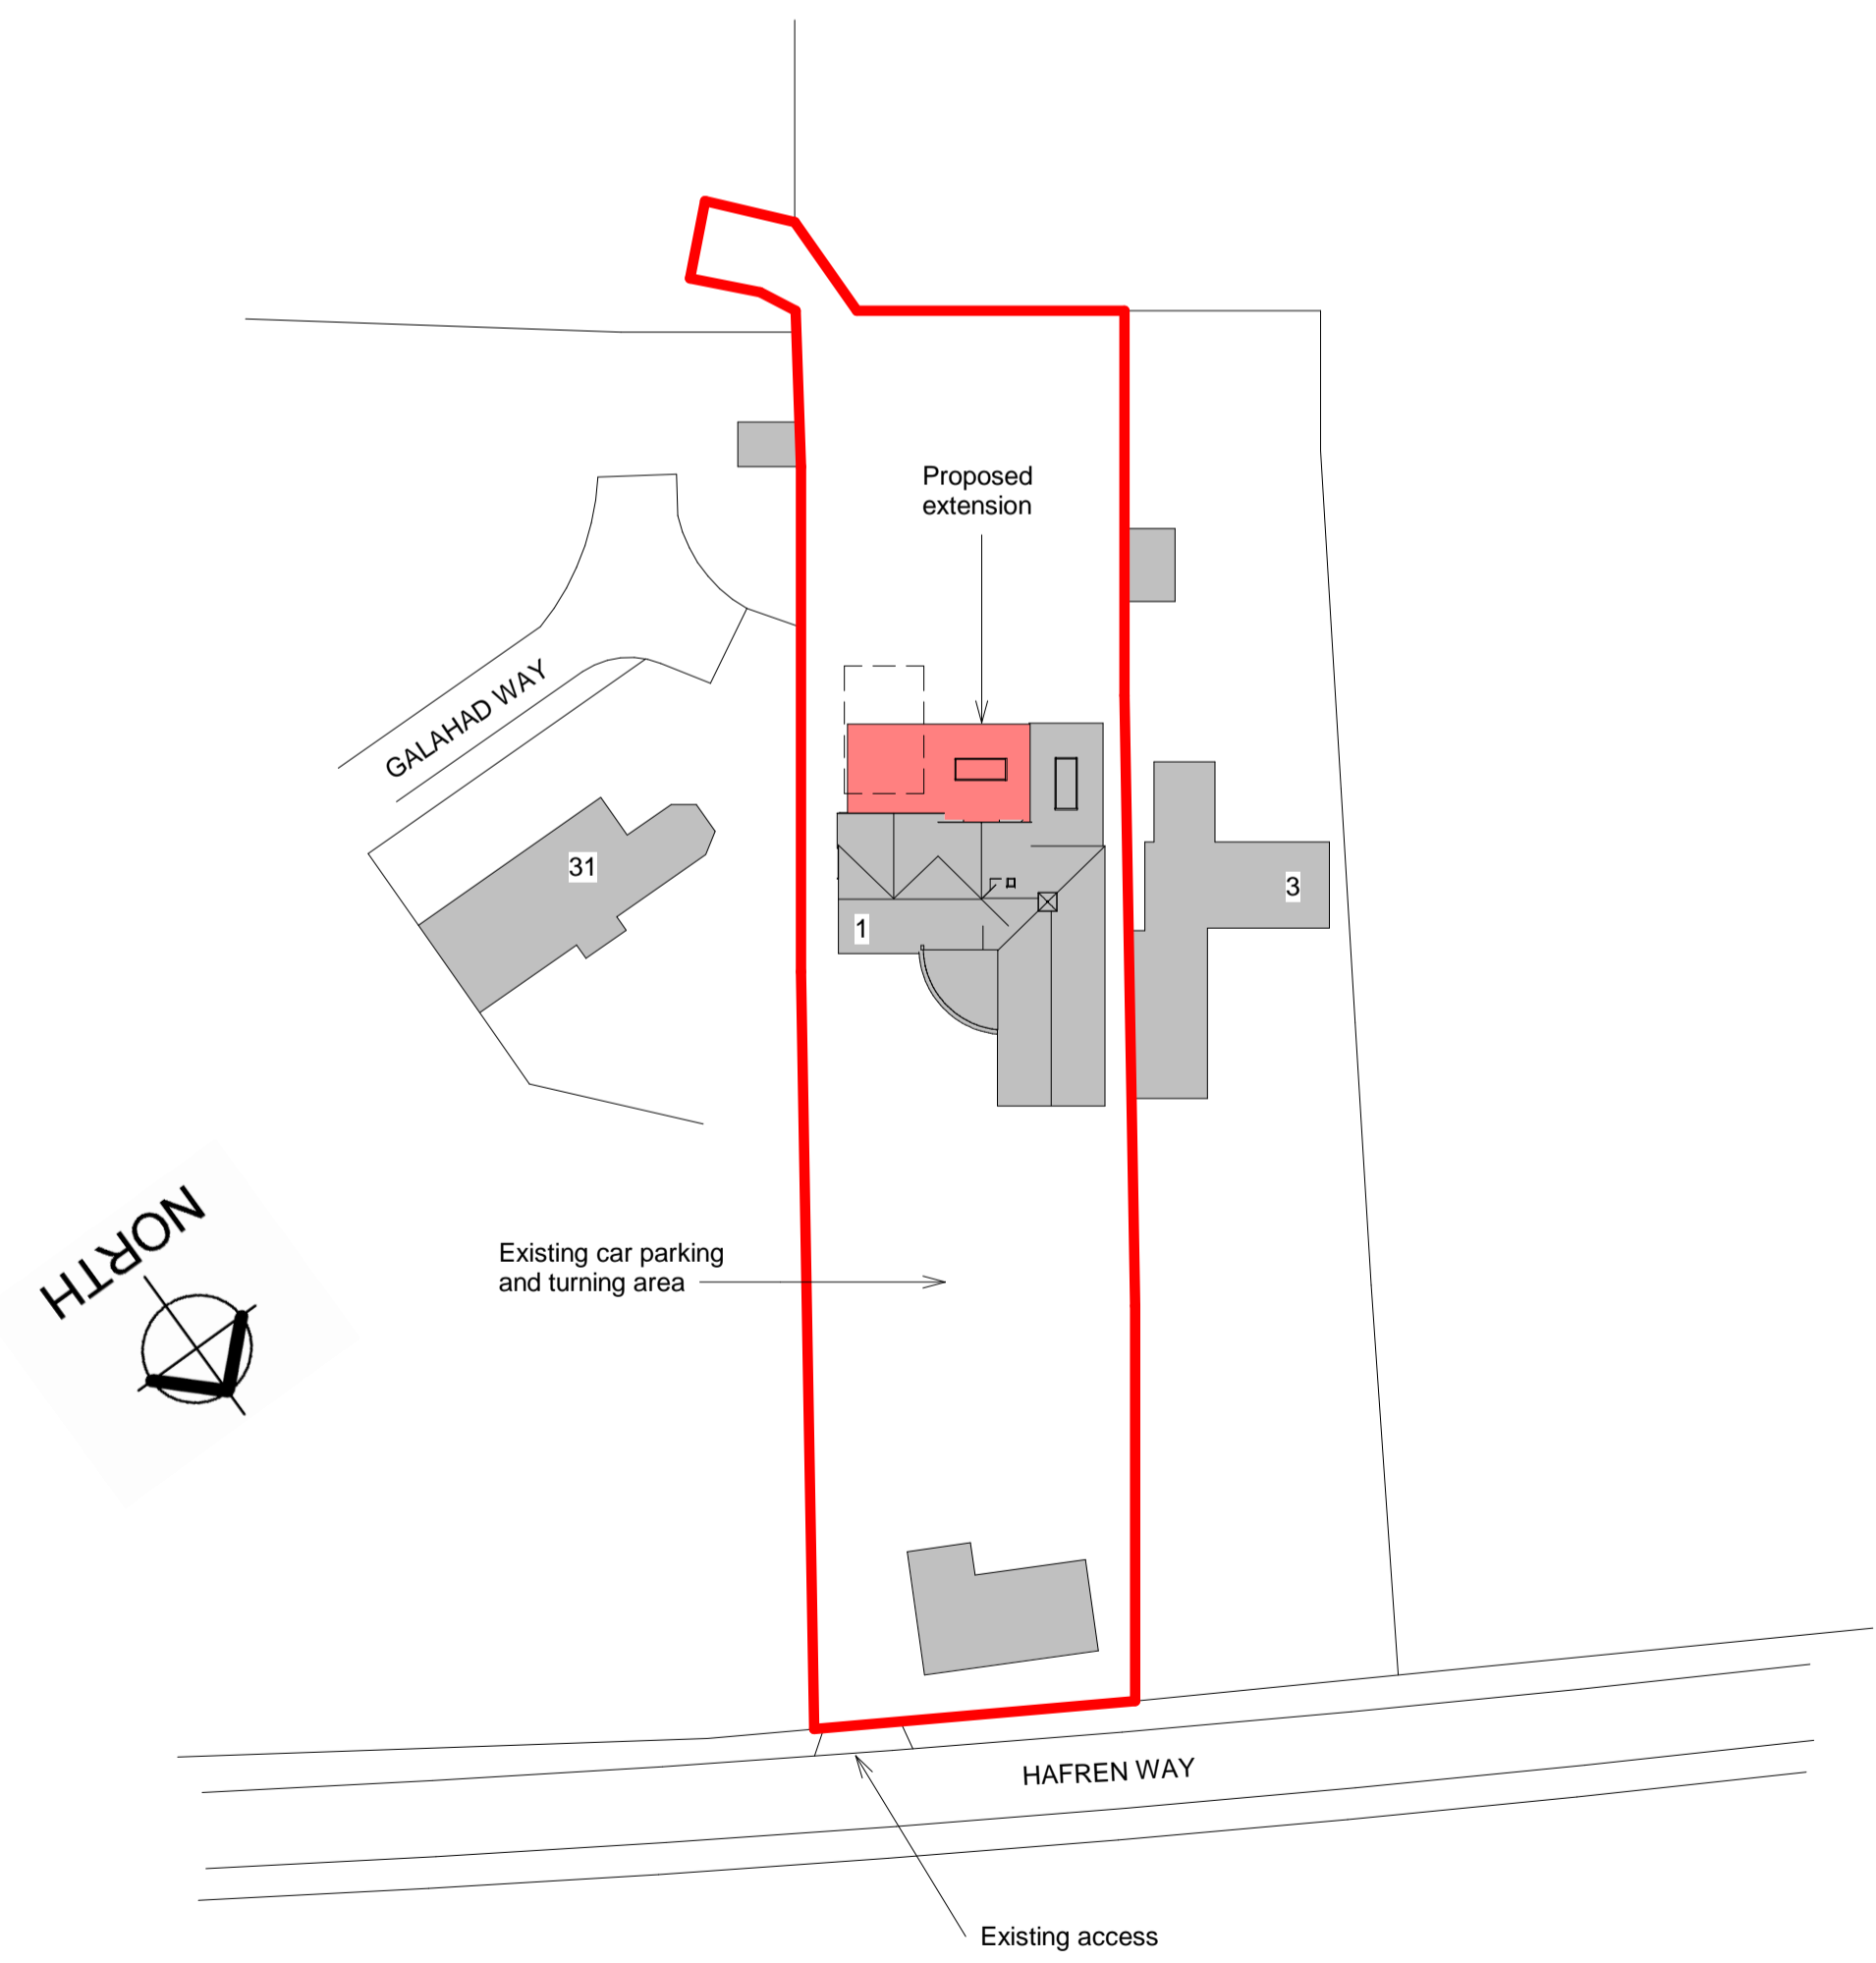 Proposed
extension
GALAHAD WAY
31
3
1
NORTH
Existing car parking
and turning area
HAFREN WAY
Existing access